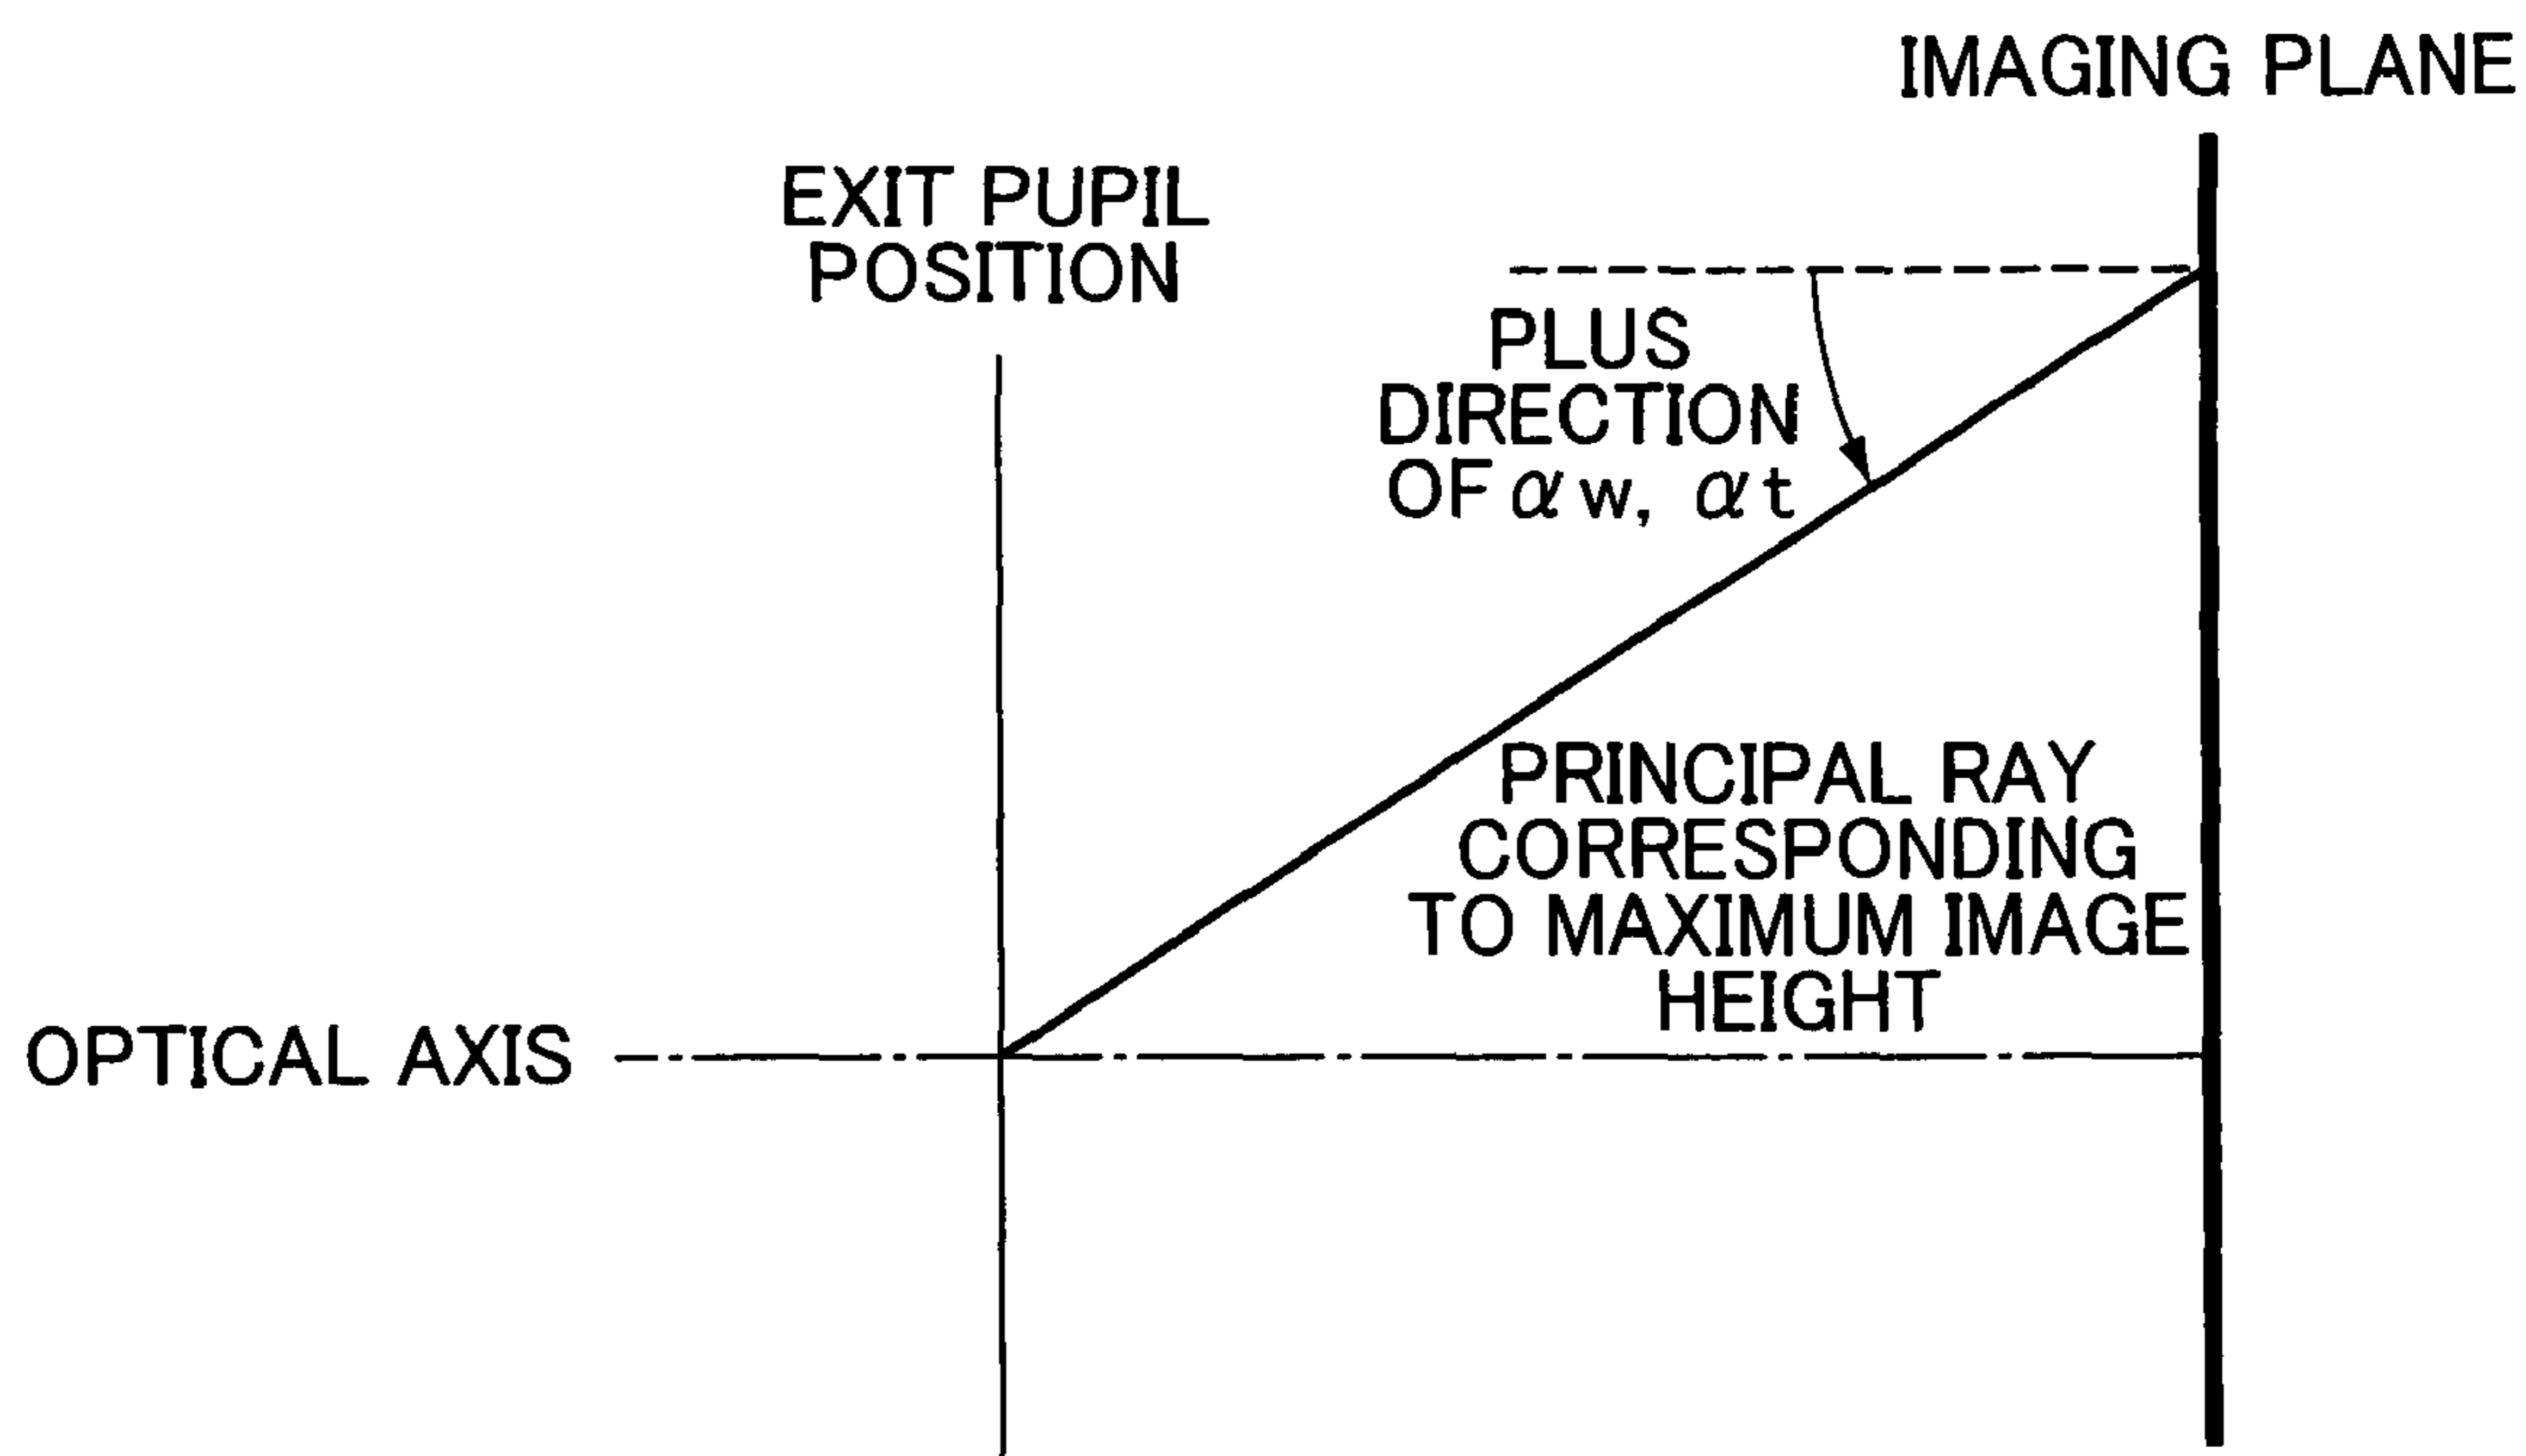 IMAGING PLANE
EXIT PUPIL
POSITION
PLUS
DIRECTION
OF αw, αt
PRINCIPAL RAY
CORRESPONDING
TO MAXIMUM IMAGE
HEIGHT
OPTICAL AXIS